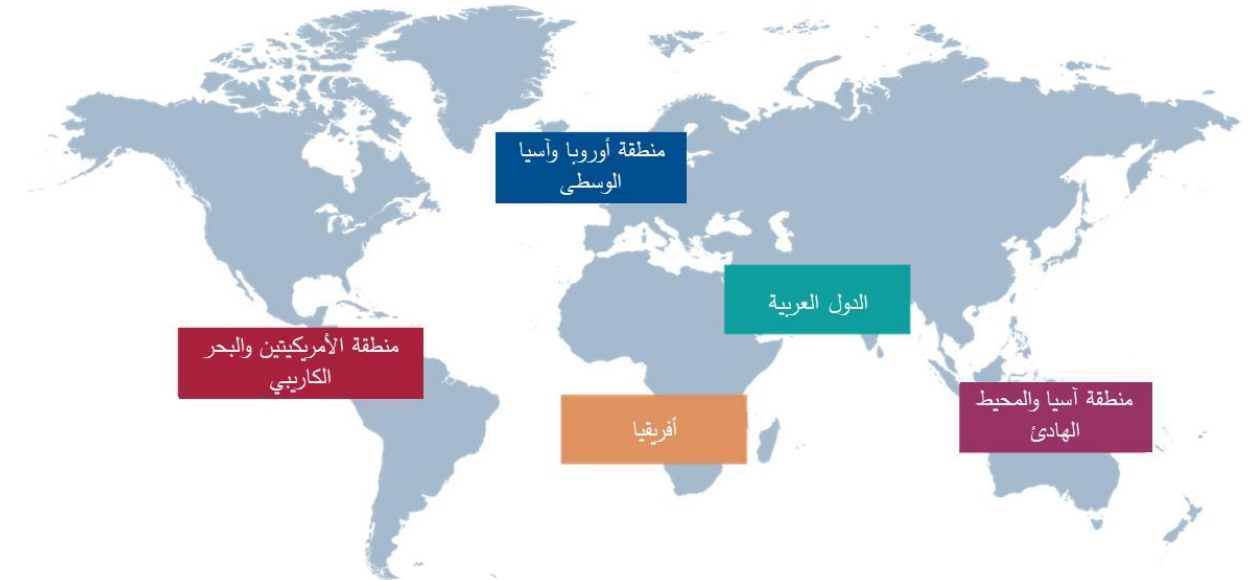 منطقة أوروبا وآسيا
الوسطى
الدول العربية
منطقة الأمريكيتين والبحر
الكاريبي
منطقة آسيا والمحيط
الهادئ
أفريقيا